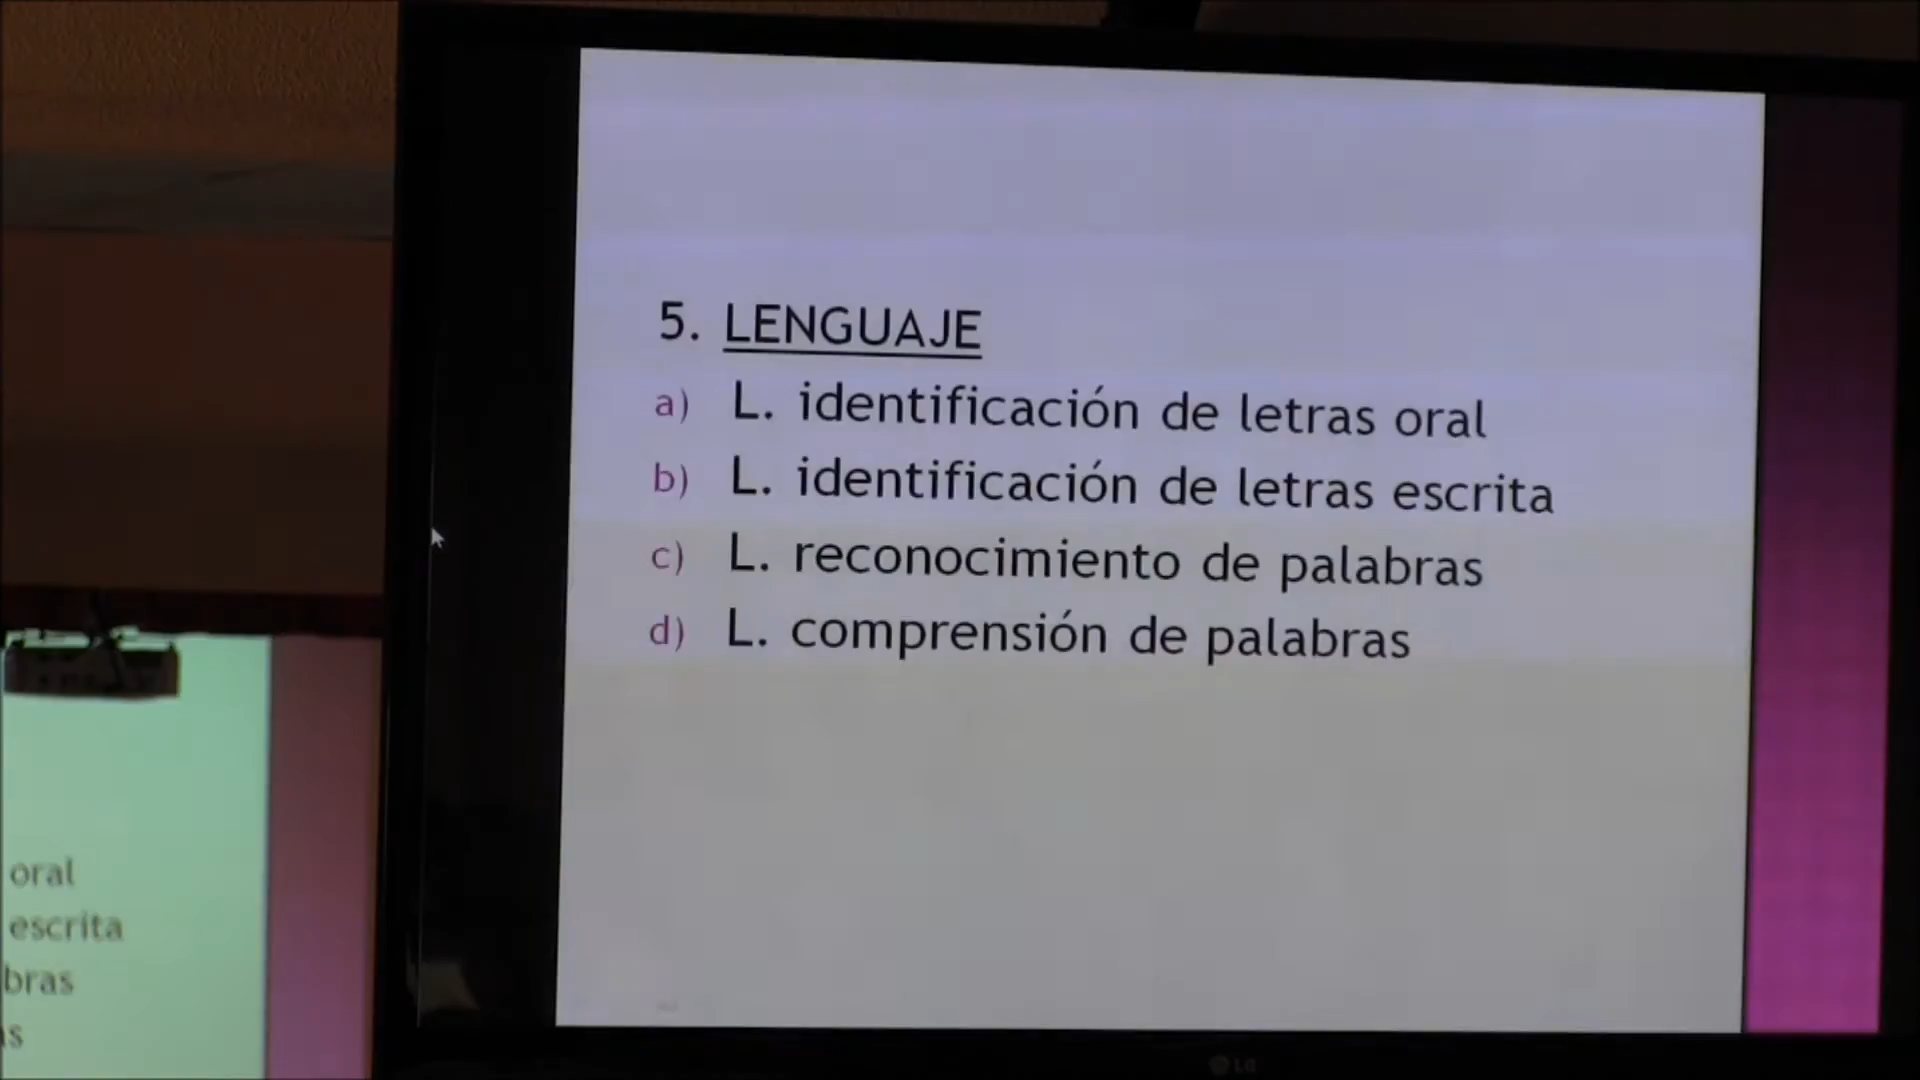 5. LENGUAJE
a) L. identificación de letras oral
b) L. identificación de letras escrita
c) L. reconocimiento de palabras
d) L. comprensión de palabras
oral
escrita
bras
LG